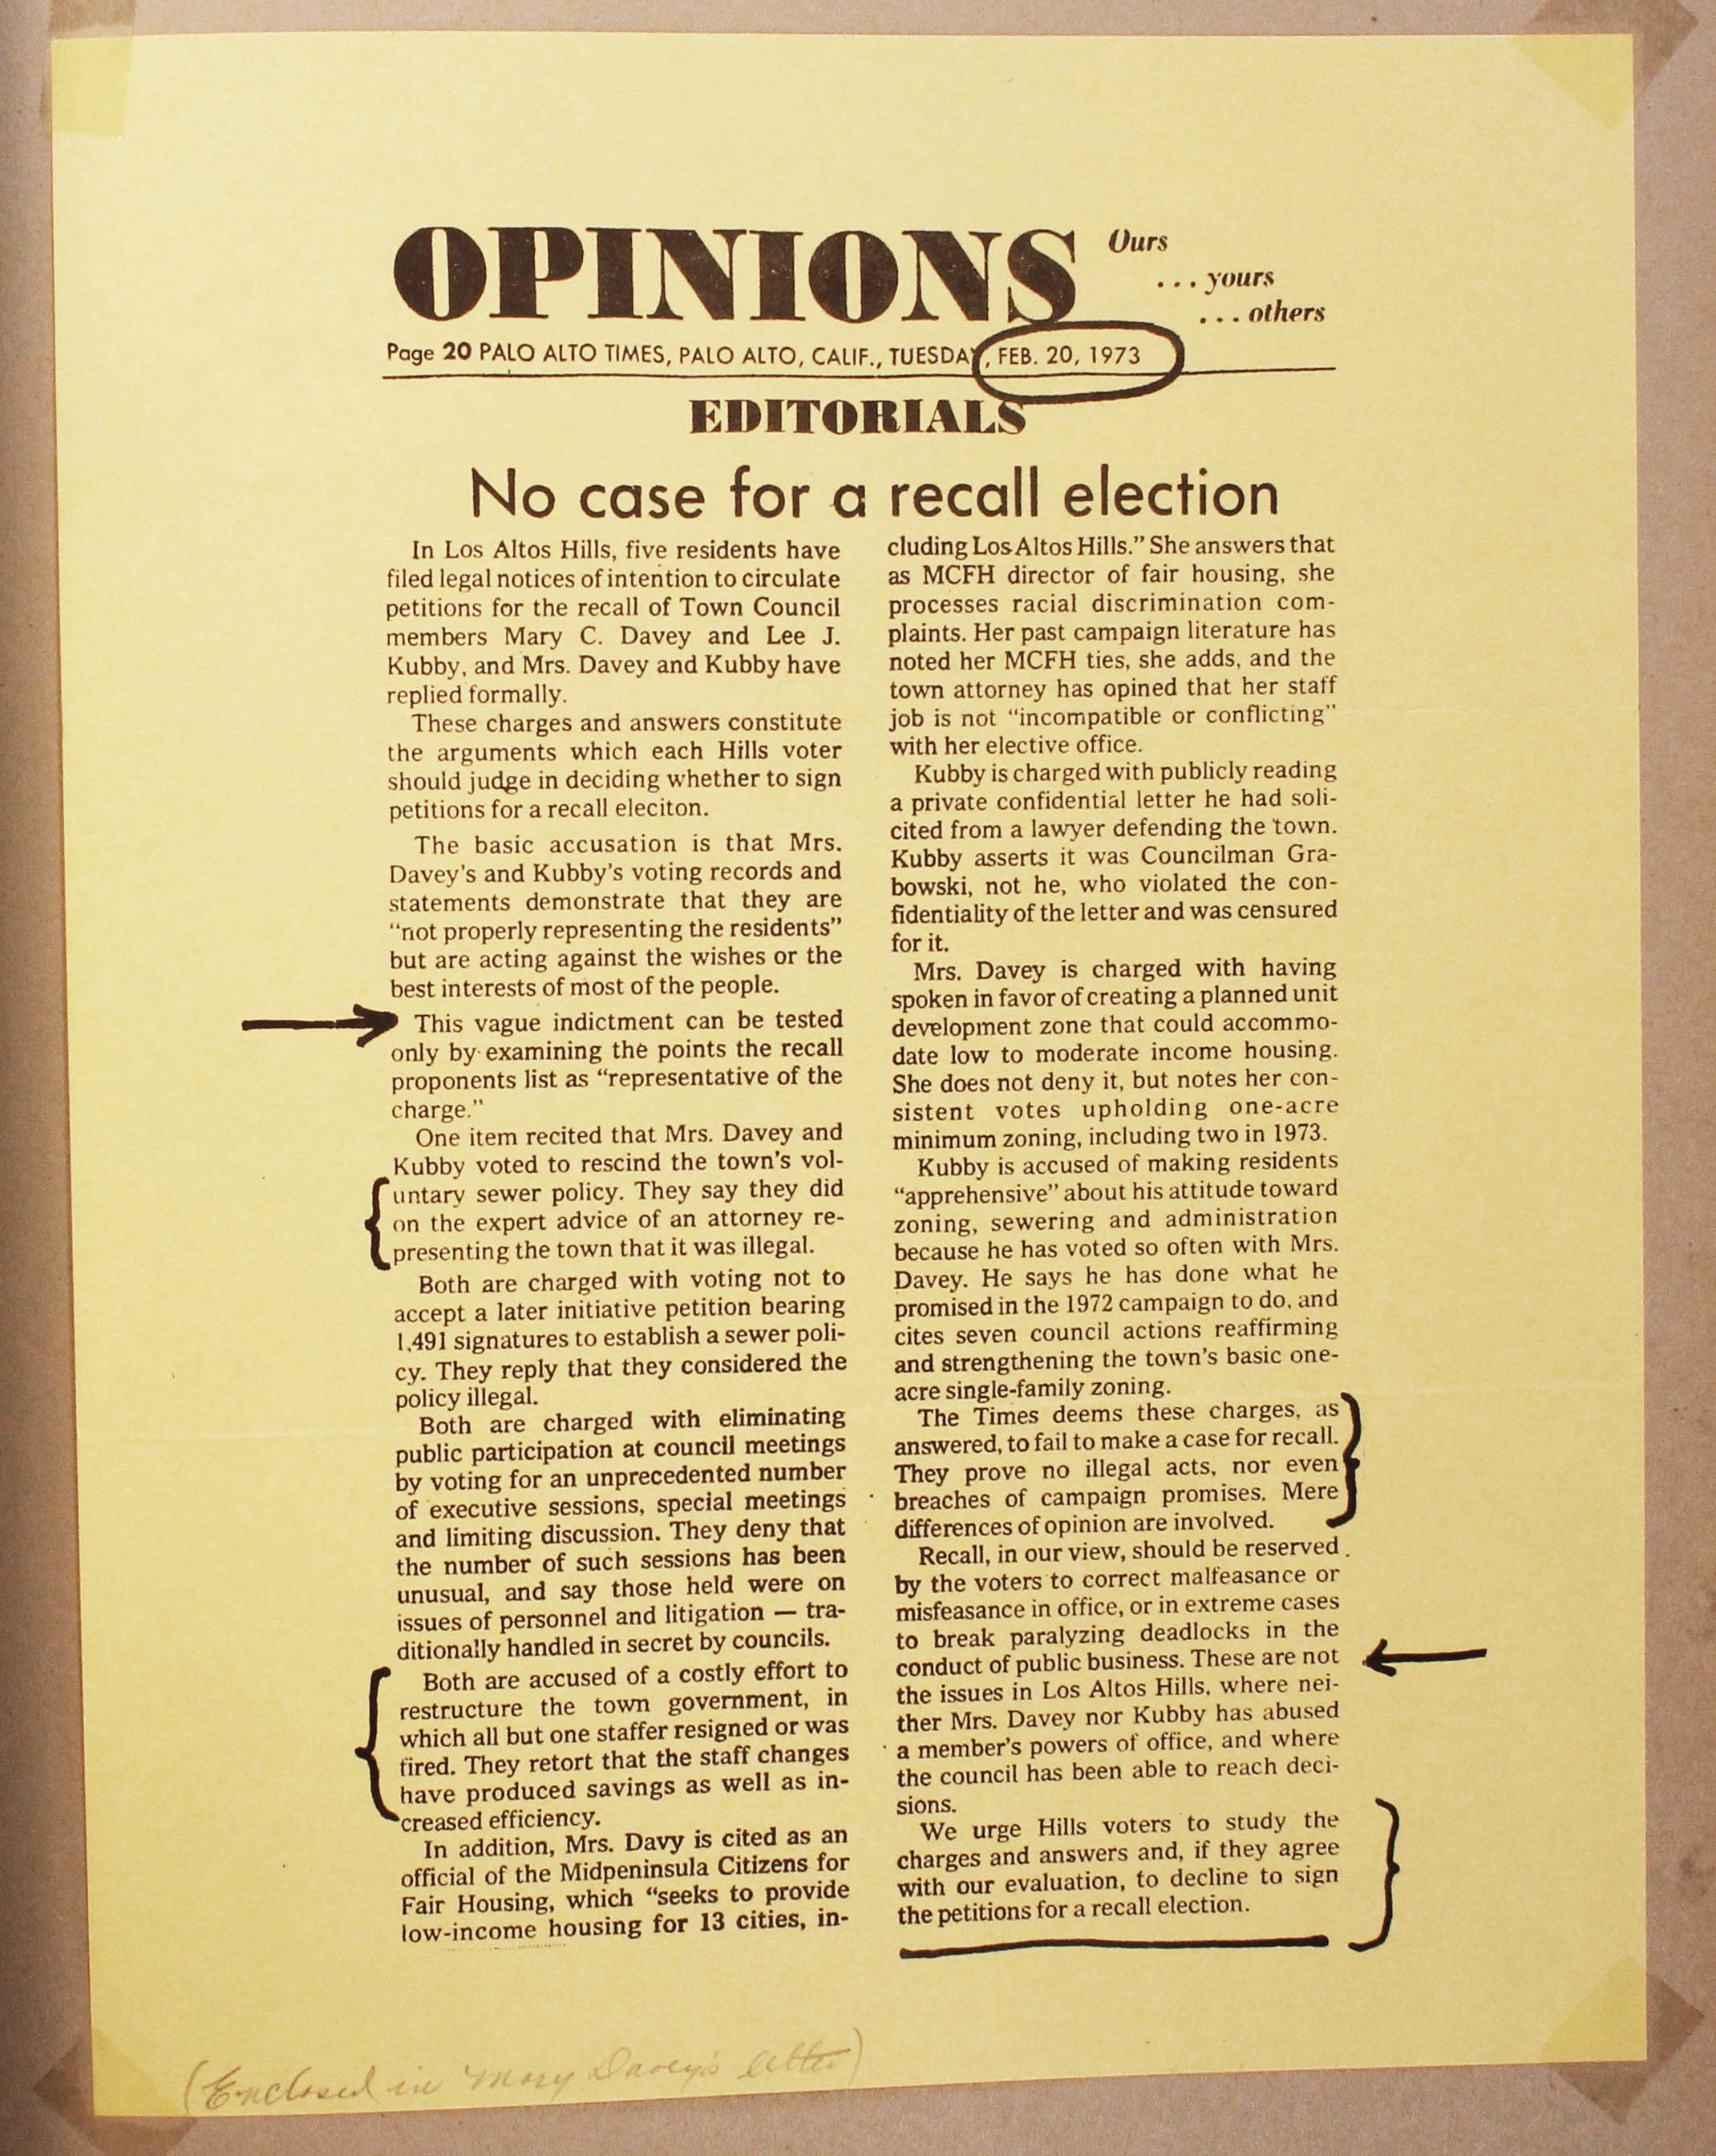 OPINIONS
Ours
... yours
... others
Page 20 PALO ALTO TIMES, PALO ALTO, CALIF., TUESDAY, FEB. 20, 1973
EDITORIALS
No case for a recall election
In Los Altos Hills, five residents have
filed legal notices of intention to circulate
petitions for the recall of Town Council
members Mary C. Davey and Lee J.
Kubby, and Mrs. Davey and Kubby have
replied formally.
These charges and answers constitute
the arguments which each Hills voter
should judge in deciding whether to sign
petitions for a recall eleciton.
The basic accusation is that Mrs.
Davey's and Kubby's voting records and
statements demonstrate that they are
“not properly representing the residents”
but are acting against the wishes or the
best interests of most of the people.
This vague indictment can be tested
only by examining the points the recall
proponents list as “representative of the
charge.”
One item recited that Mrs. Davey and
Kubby voted to rescind the town's vol-
untary sewer policy. They say they did
on the expert advice of an attorney re-
presenting the town that it was illegal.
Both are charged with voting not to
accept a later initiative petition bearing
1,491 signatures to establish a sewer poli-
cy. They reply that they considered the
policy illegal.
Both are charged with eliminating
public participation at council meetings
by voting for an unprecedented number
of executive sessions, special meetings
and limiting discussion. They deny that
the number of such sessions has been
unusual, and say those held were on
issues of personnel and litigation — tra-
ditionally handled in secret by councils.
Both are accused of a costly effort to
restructure the town government, in
which all but one staffer resigned or was
fired. They retort that the staff changes
have produced savings as well as in-
creased efficiency.
In addition, Mrs. Davy is cited as an
official of the Midpeninsula Citizens for
Fair Housing, which “seeks to provide
low-income housing for 13 cities, in-
cluding Los Altos Hills.” She answers that
as MCFH director of fair housing, she
processes racial discrimination com-
plaints. Her past campaign literature has
noted her MCFH ties, she adds, and the
town attorney has opined that her staff
job is not “incompatible or conflicting”
with her elective office.
Kubby is charged with publicly reading
a private confidential letter he had soli-
cited from a lawyer defending the town.
Kubby asserts it was Councilman Gra-
bowski, not he, who violated the con-
fidentiality of the letter and was censured
for it.
Mrs. Davey is charged with having
spoken in favor of creating a planned unit
development zone that could accommo-
date low to moderate income housing.
She does not deny it, but notes her con-
sistent votes upholding one-acre
minimum zoning, including two in 1973.
Kubby is accused of making residents
“apprehensive” about his attitude toward
zoning, sewering and administration
because he has voted so often with Mrs.
Davey. He says he has done what he
promised in the 1972 campaign to do, and
cites seven council actions reaffirming
and strengthening the town's basic one-
acre single-family zoning.
The Times deems these charges, as
answered, to fail to make a case for recall.
They prove no illegal acts, nor even
breaches of campaign promises. Mere
differences of opinion are involved.
Recall, in our view, should be reserved
by the voters to correct malfeasance or
misfeasance in office, or in extreme cases
to break paralyzing deadlocks in the
conduct of public business. These are not
the issues in Los Altos Hills, where nei-
ther Mrs. Davey nor Kubby has abused
a member's powers of office, and where
the council has been able to reach deci-
sions.
We urge Hills voters to study the
charges and answers and, if they agree
with our evaluation, to decline to sign
the petitions for a recall election.
(Enclosed in Mary Davey's letter)